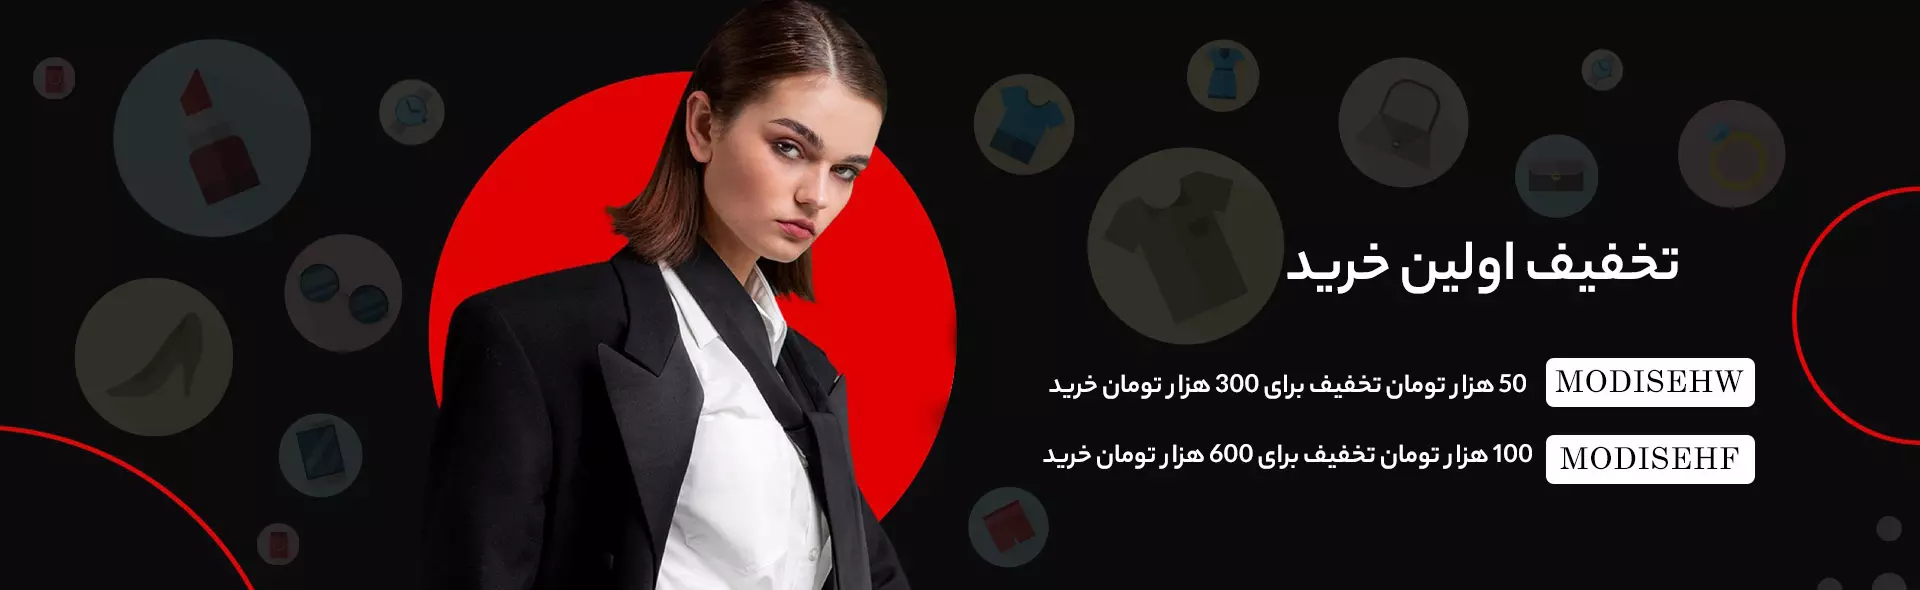 تخفیف اولین خرید
MODISEHW 50 هزار تومان تخفیف برای 300 هزار تومان خرید
MODISEHF 100 هزار تومان تخفیف برای 600 هزار تومان خرید